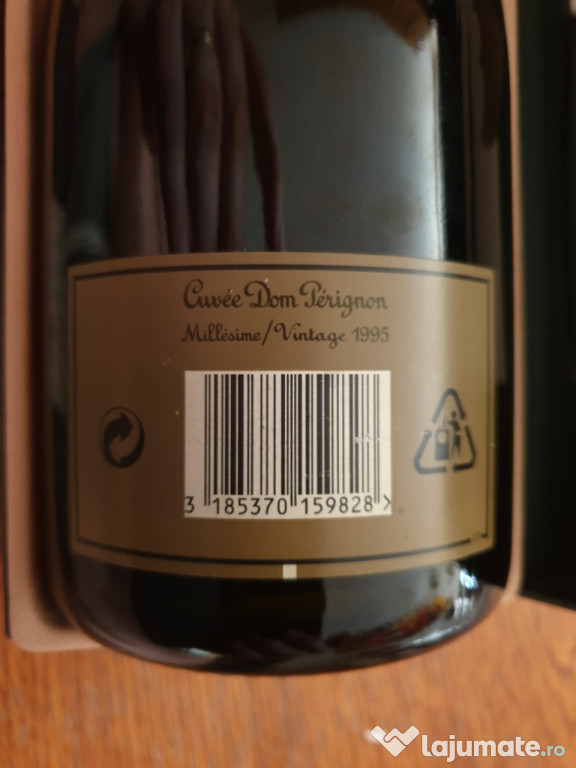 Cuvée Dom Pérignon
Millésime/Vintage 1995
3 185370 159828 >
lajumate.ro